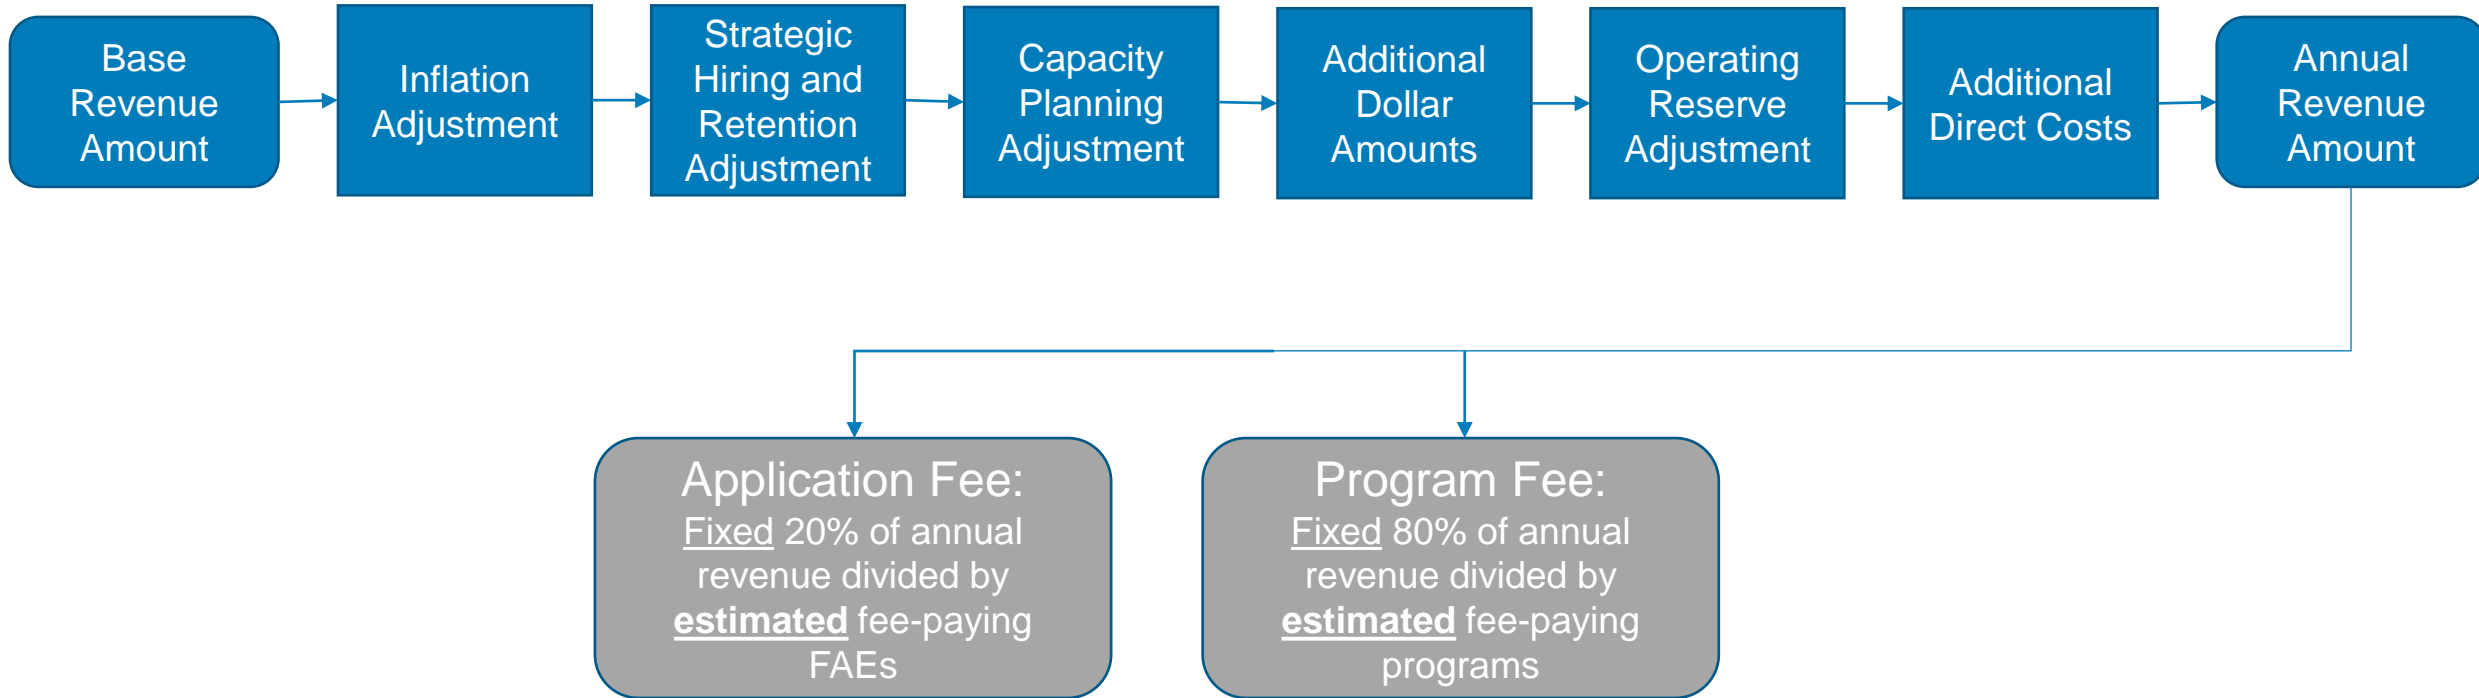 Base
Revenue
Amount
Inflation
Adjustment
Strategic
Hiring and
Retention
Adjustment
Capacity
Planning
Adjustment
Additional
Dollar
Amounts
Operating
Reserve
Adjustment
Additional
Direct Costs
Annual
Revenue
Amount
Application Fee:
Fixed 20% of annual
revenue divided by
estimated fee-paying
FAEs
Program Fee:
Fixed 80% of annual
revenue divided by
estimated fee-paying
programs